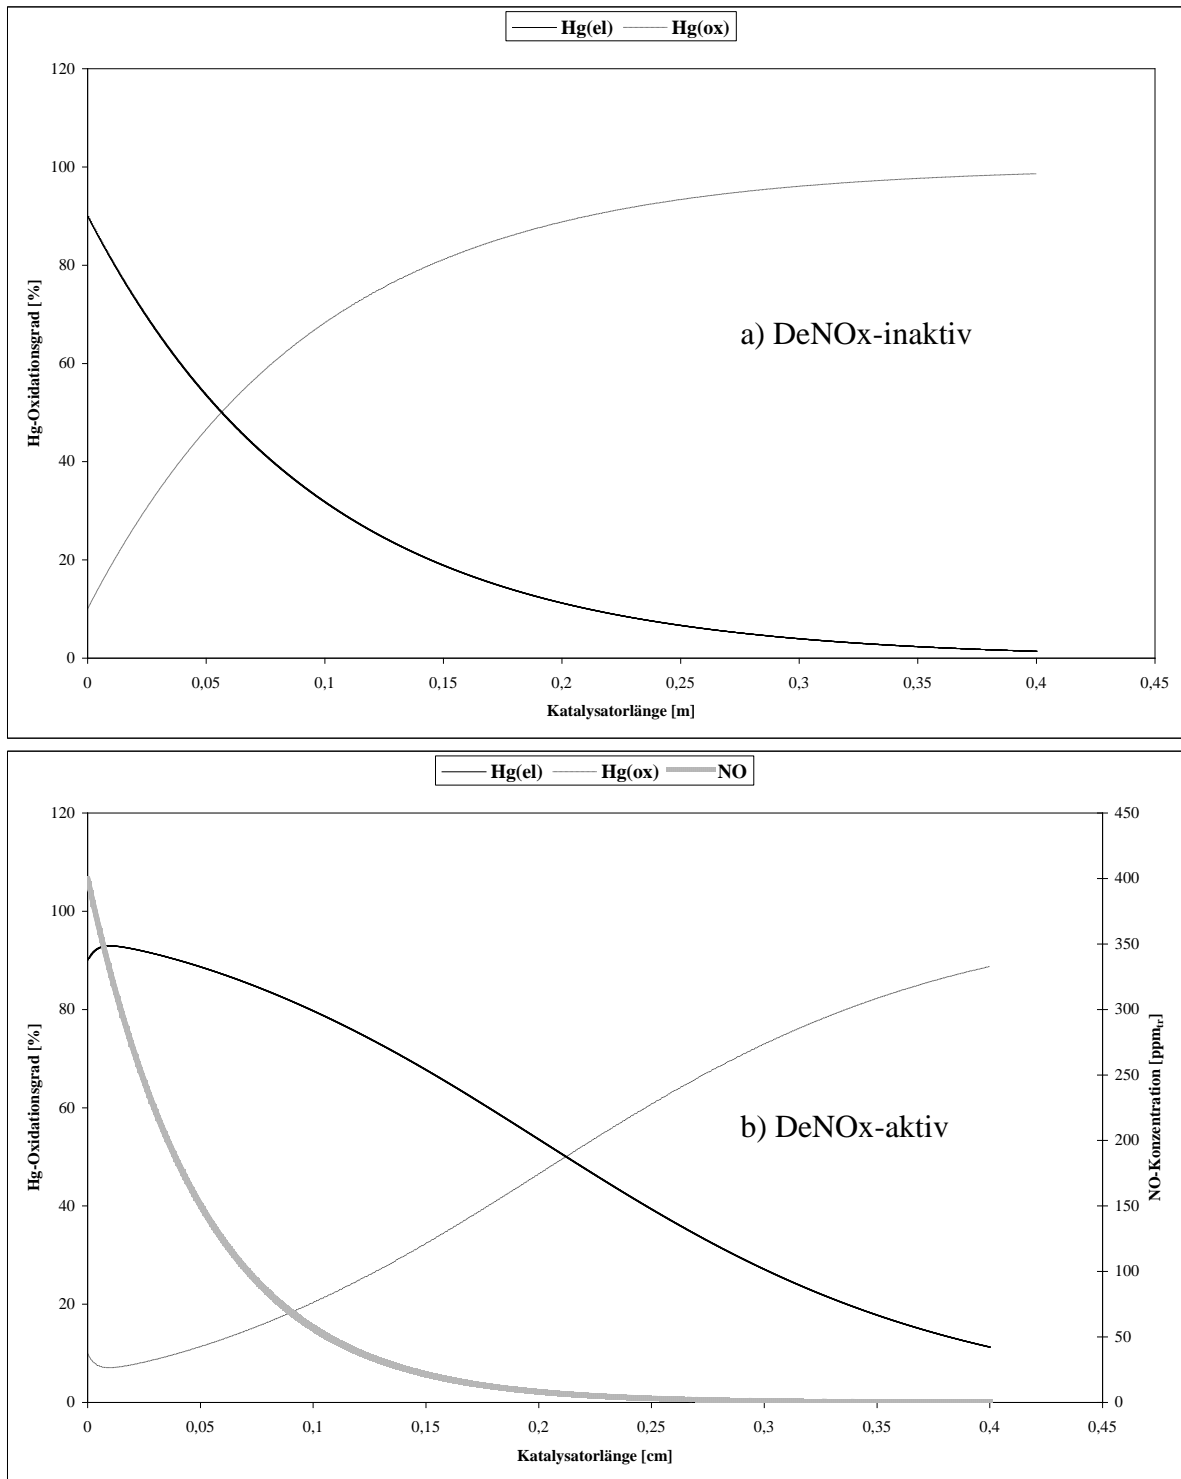 Hg(el) Hg(ox)
120
100
80
60
40
20
0
Hg-Oxidationsgrad [%]
a) DeNOx-inaktiv
0 0,05 0,1 0,15 0,2 0,25 0,3 0,35 0,4 0,45
Katalysatorlänge [m]
Hg(el) Hg(ox) NO
120
100
80
60
40
20
0
Hg-Oxidationsgrad [%]
b) DeNOx-aktiv
450
400
350
300
250
200
150
100
50
0
NO-Konzentration [ppmtr]
0 0,05 0,1 0,15 0,2 0,25 0,3 0,35 0,4 0,45
Katalysatorlänge [cm]